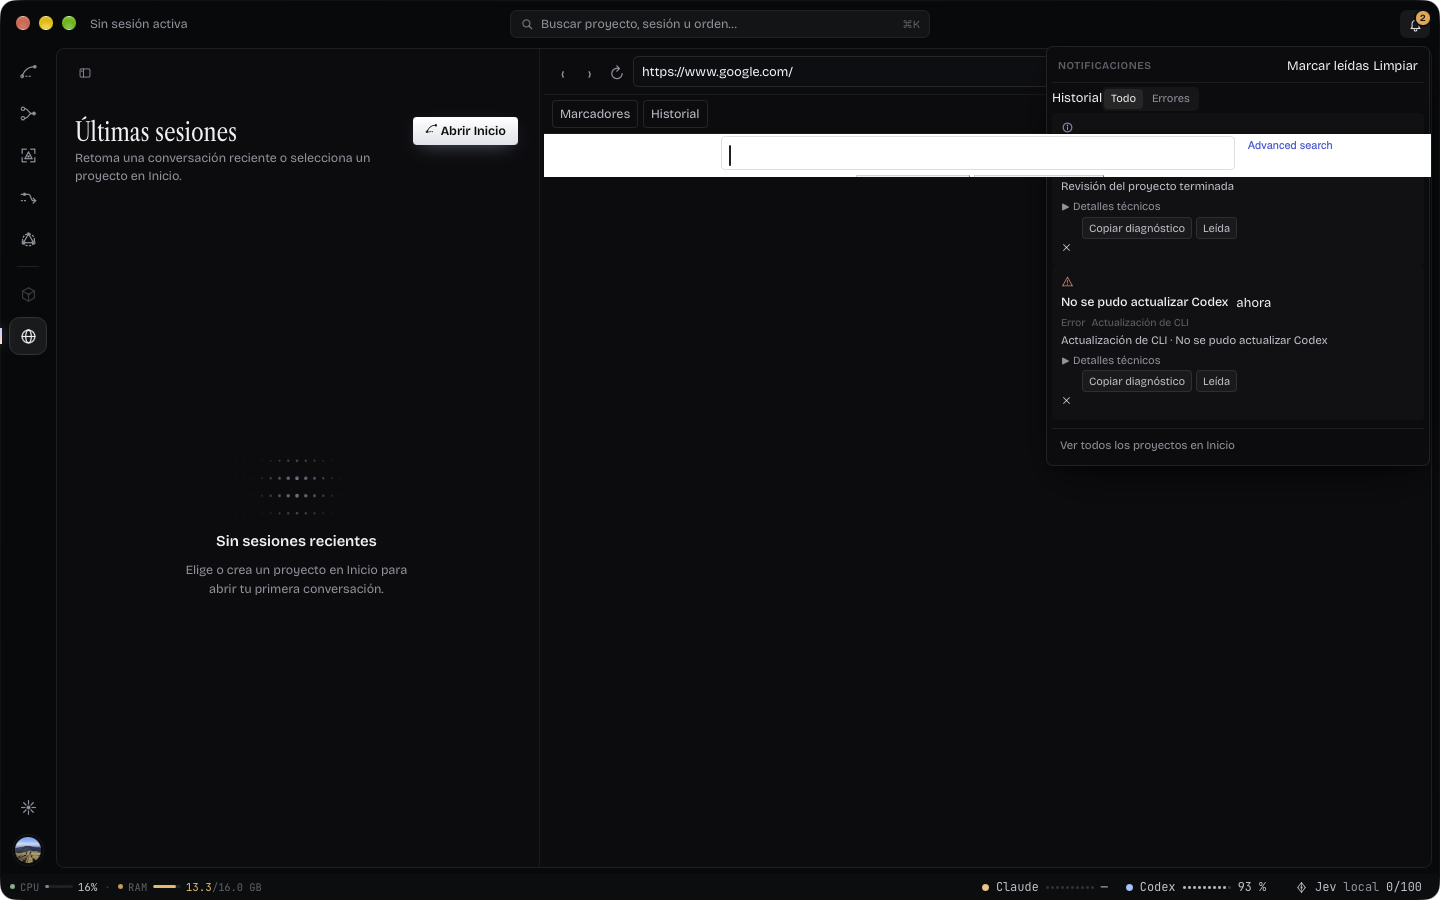 Sin sesión activa
Buscar proyecto, sesión u orden... ⌘K
2
https://www.google.com/
Marcadores Historial
Últimas sesiones
Retoma una conversación reciente o selecciona un
proyecto en Inicio.
Abrir Inicio
Advanced search
NOTIFICACIONES Marcar leídas Limpiar
Historial Todo Errores
Revisión del proyecto terminada
▶ Detalles técnicos
Copiar diagnóstico Leída
×
No se pudo actualizar Codex ahora
Error Actualización de CLI
Actualización de CLI · No se pudo actualizar Codex
▶ Detalles técnicos
Copiar diagnóstico Leída
×
Ver todos los proyectos en Inicio
Sin sesiones recientes
Elige o crea un proyecto en Inicio para
abrir tu primera conversación.
CPU 16% · RAM 13.3/16.0 GB
Claude — Codex 93 % Jev local 0/100